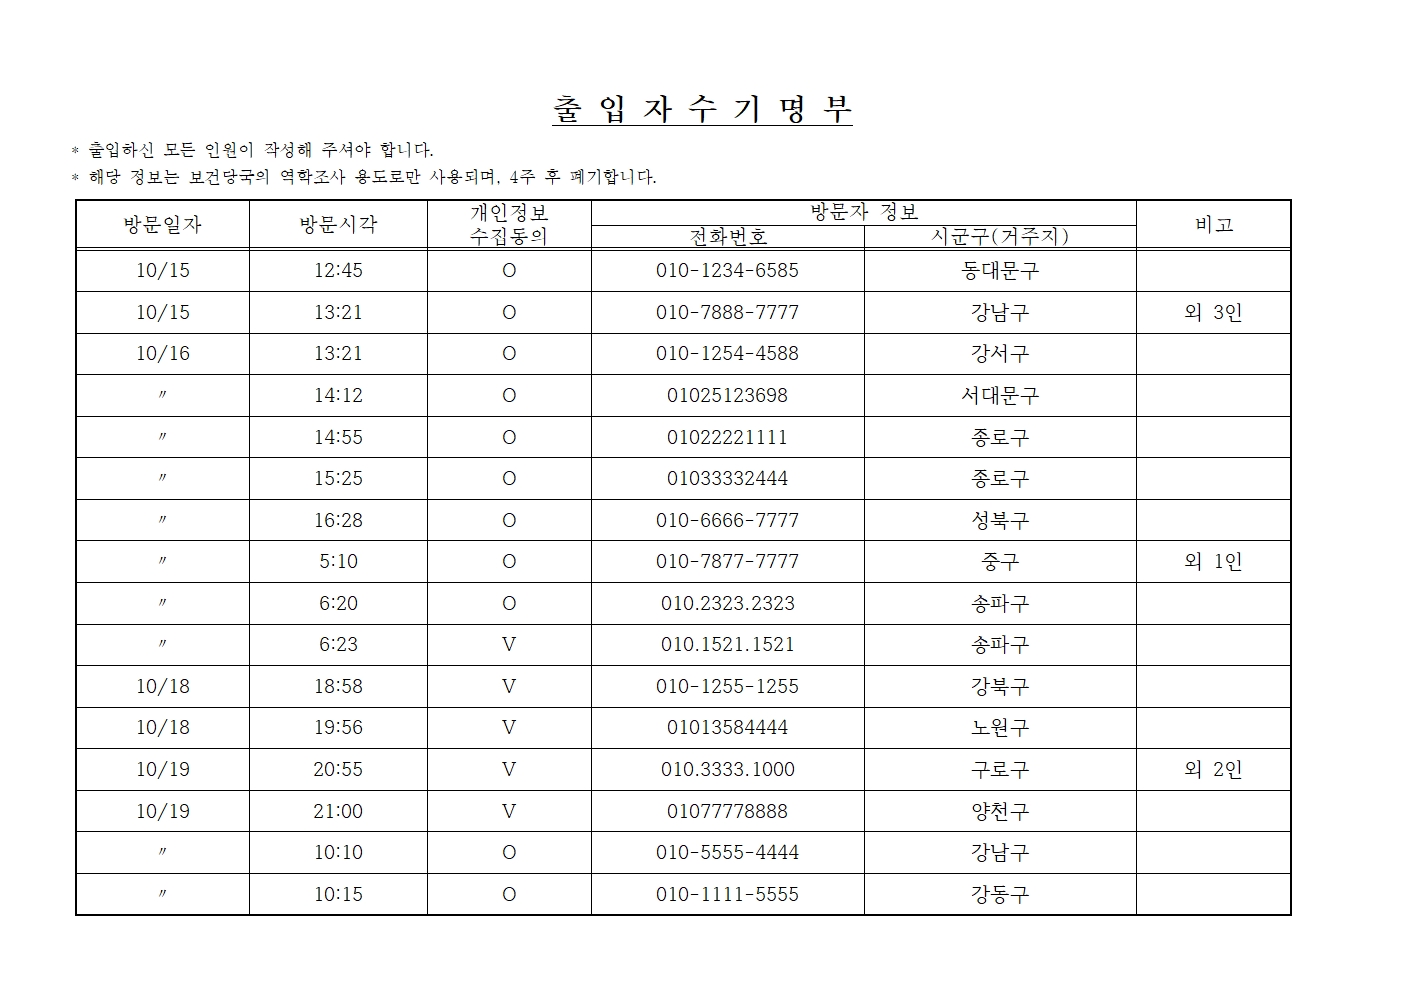 출 입 자 수 기 명 부
* 출입하신 모든 인원이 작성해 주셔야 합니다.
* 해당 정보는 보건당국의 역학조사 용도로만 사용되며, 4주 후 폐기합니다.
방문일자 방문시각 개인정보 수집동의 방문자 정보 비고
전화번호 시군구(거주지)
10/15 12:45 O 010-1234-6585 동대문구
10/15 13:21 O 010-7888-7777 강남구 외 3인
10/16 13:21 O 010-1254-4588 강서구
〃 14:12 O 01025123698 서대문구
〃 14:55 O 01022221111 종로구
〃 15:25 O 01033332444 종로구
〃 16:28 O 010-6666-7777 성북구
〃 5:10 O 010-7877-7777 중구 외 1인
〃 6:20 O 010.2323.2323 송파구
〃 6:23 V 010.1521.1521 송파구
10/18 18:58 V 010-1255-1255 강북구
10/18 19:56 V 01013584444 노원구
10/19 20:55 V 010.3333.1000 구로구 외 2인
10/19 21:00 V 01077778888 양천구
〃 10:10 O 010-5555-4444 강남구
〃 10:15 O 010-1111-5555 강동구